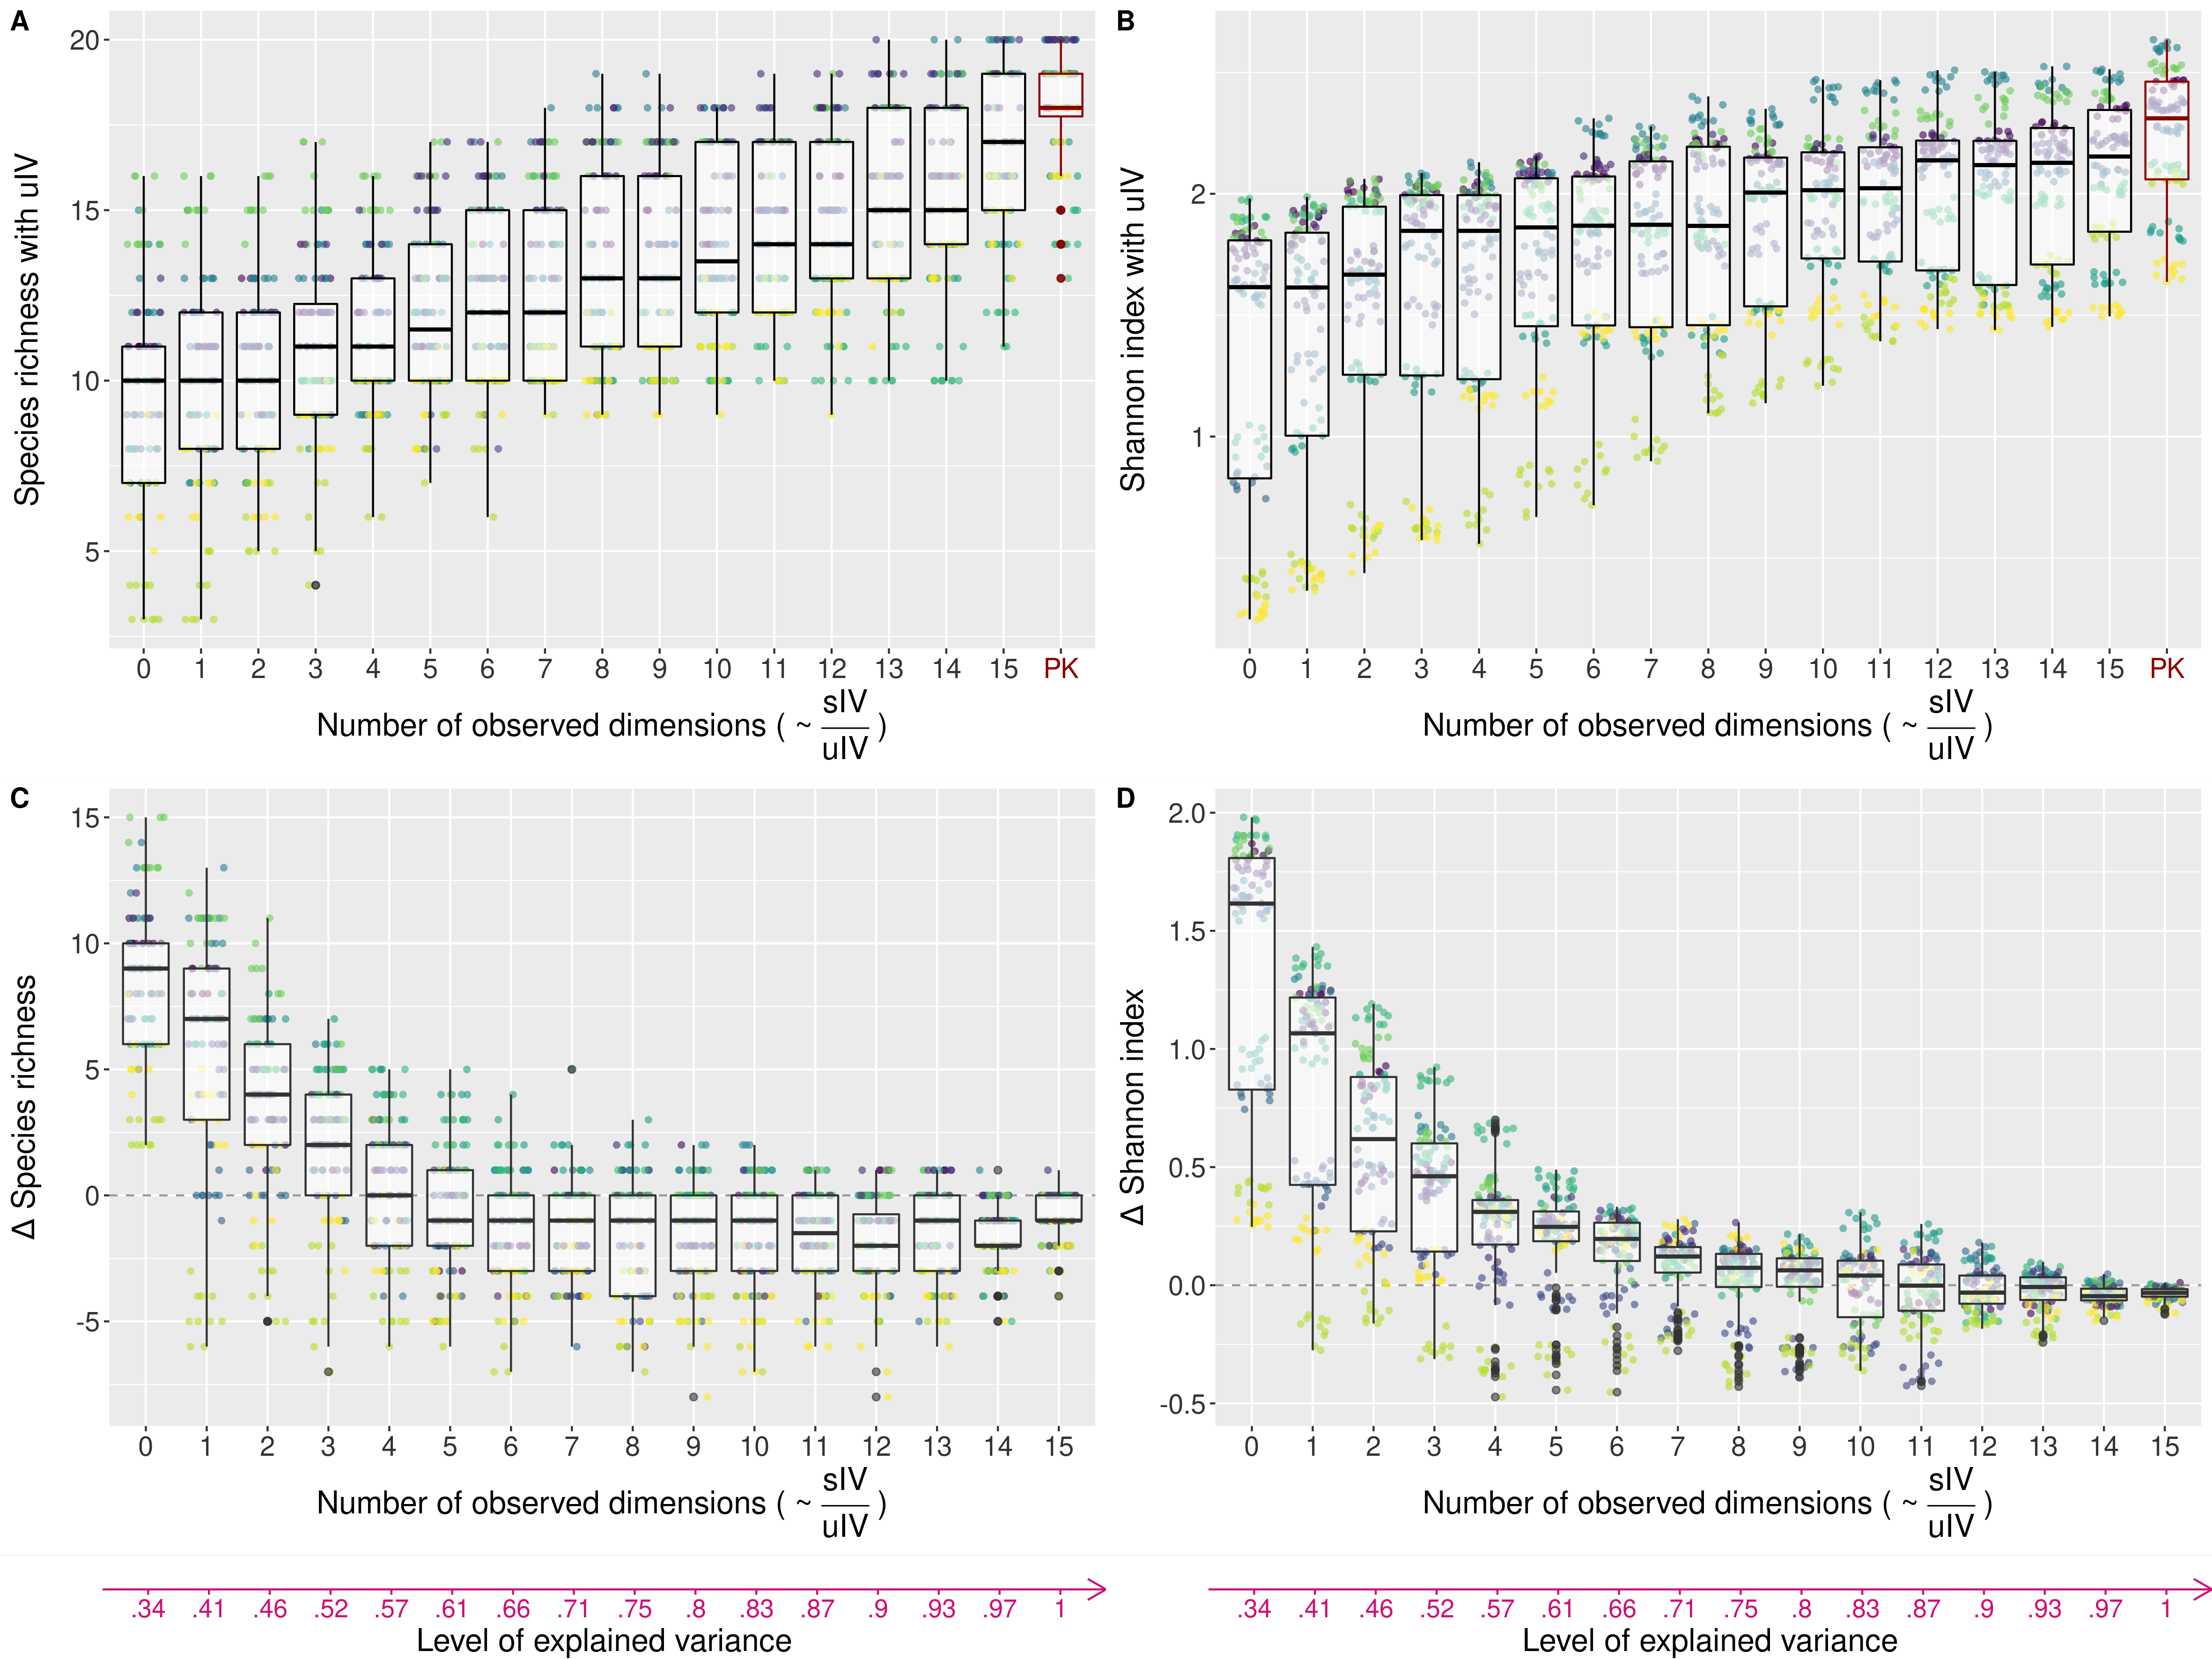 A
Species richness with uIV
20
15
10
5
0 1 2 3 4 5 6 7 8 9 10 11 12 13 14 15 PK
Number of observed dimensions ( ~ sIV / uIV )
B
Shannon index with uIV
2
1
0 1 2 3 4 5 6 7 8 9 10 11 12 13 14 15 PK
Number of observed dimensions ( ~ sIV / uIV )
C
Δ Species richness
15
10
5
0
-5
0 1 2 3 4 5 6 7 8 9 10 11 12 13 14 15
Number of observed dimensions ( ~ sIV / uIV )
D
Δ Shannon index
2.0
1.5
1.0
0.5
0.0
-0.5
0 1 2 3 4 5 6 7 8 9 10 11 12 13 14 15
Number of observed dimensions ( ~ sIV / uIV )
.34 .41 .46 .52 .57 .61 .66 .71 .75 .8 .83 .87 .9 .93 .97 1
Level of explained variance
.34 .41 .46 .52 .57 .61 .66 .71 .75 .8 .83 .87 .9 .93 .97 1
Level of explained variance